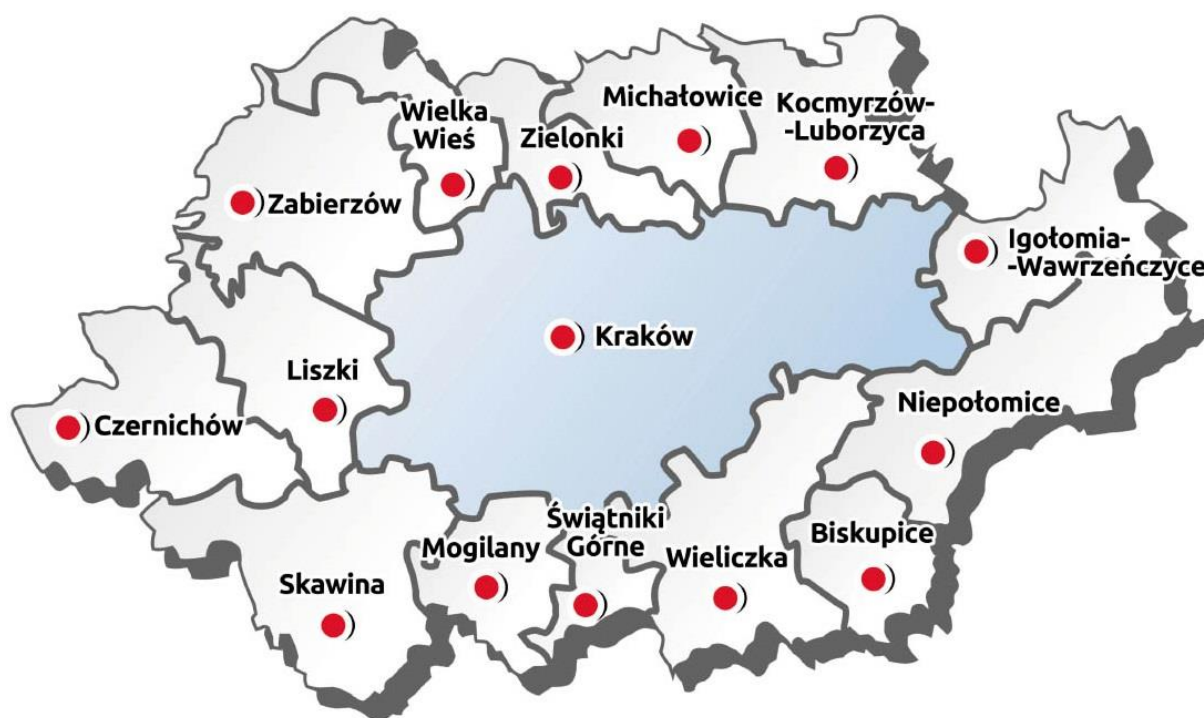 Michałowice
Kocmyrzów-
-Luborzyca
Wielka
Wieś
Zielonki
Zabierzów
Igołomia-
-Wawrzeńczyce
Kraków
Liszki
Niepołomice
Czernichów
Świątniki
Górne
Biskupice
Mogilany
Wieliczka
Skawina